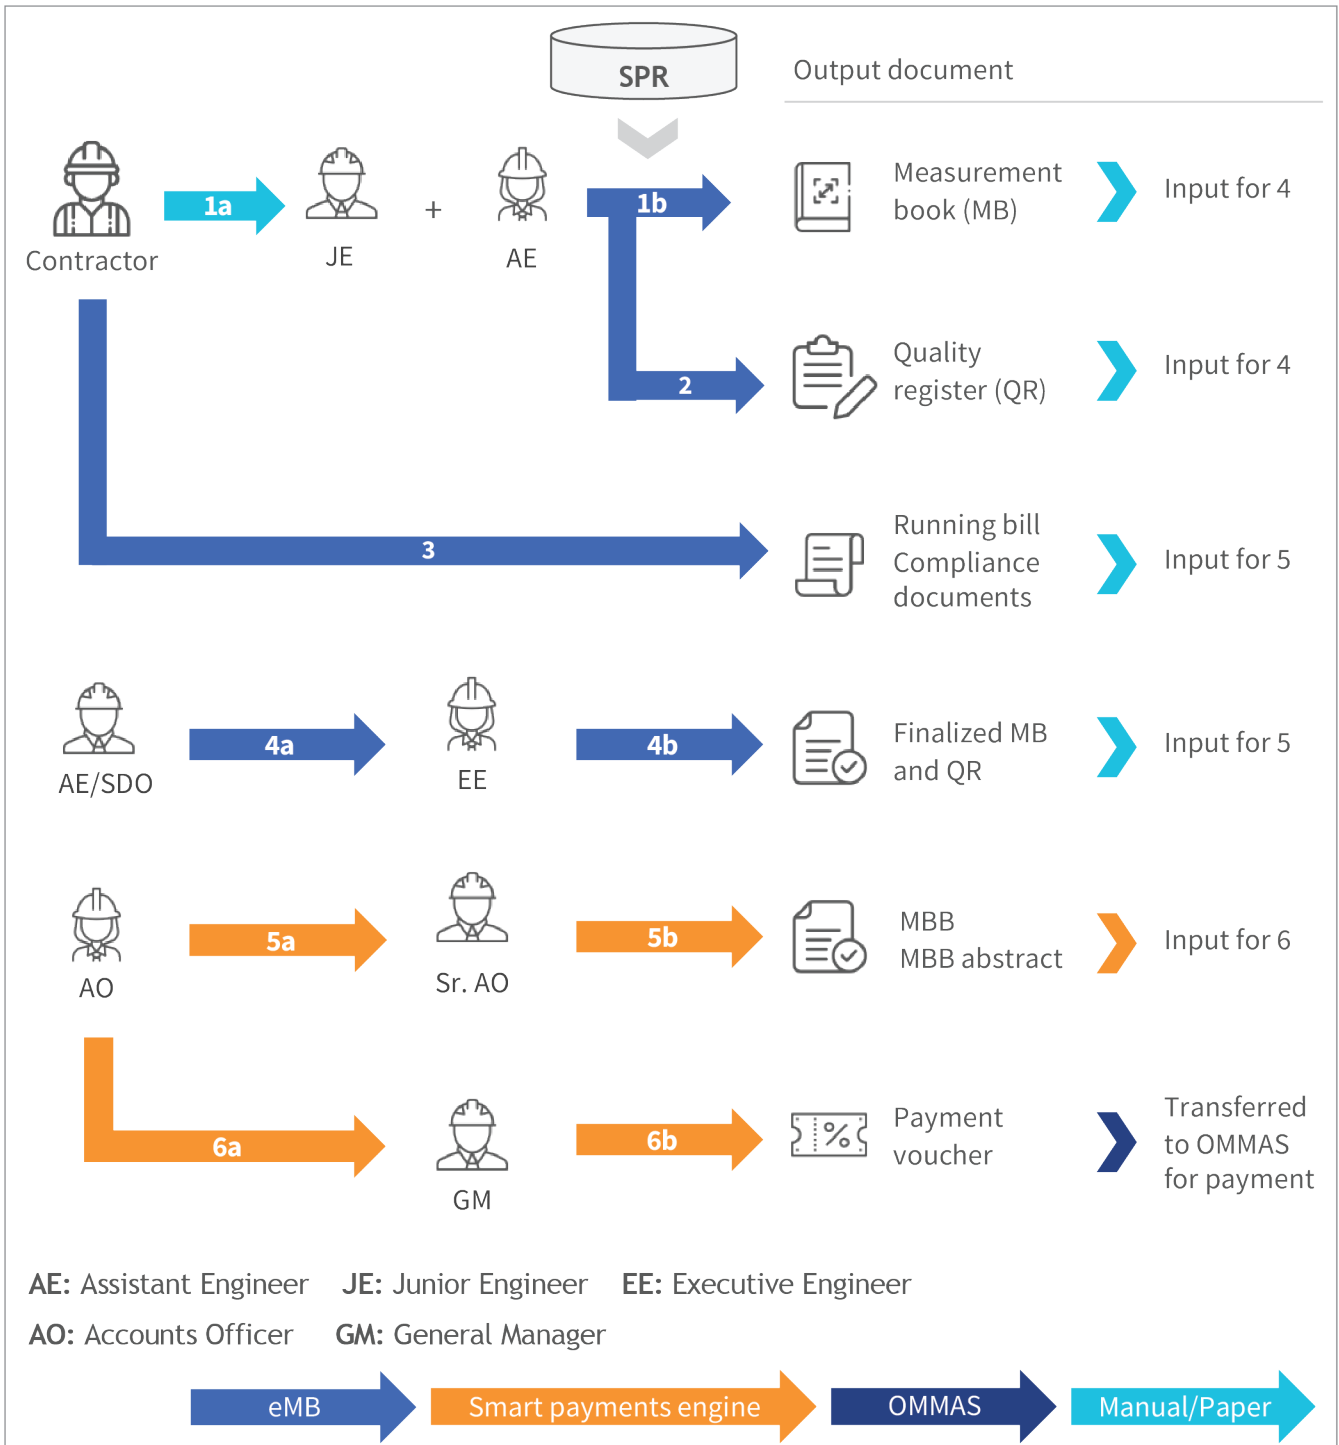 SPR
Output document
Contractor
1a
JE
+
AE
1b
Measurement
book (MB)
Input for 4
2
Quality
register (QR)
Input for 4
3
Running bill
Compliance
documents
Input for 5
AE/SDO
4a
EE
4b
Finalized MB
and QR
Input for 5
AO
5a
Sr. AO
5b
MBB
MBB abstract
Input for 6
6a
GM
6b
%
Payment
voucher
Transferred
to OMMAS
for payment
AE: Assistant Engineer JE: Junior Engineer EE: Executive Engineer
AO: Accounts Officer GM: General Manager
eMB
Smart payments engine
OMMAS
Manual/Paper